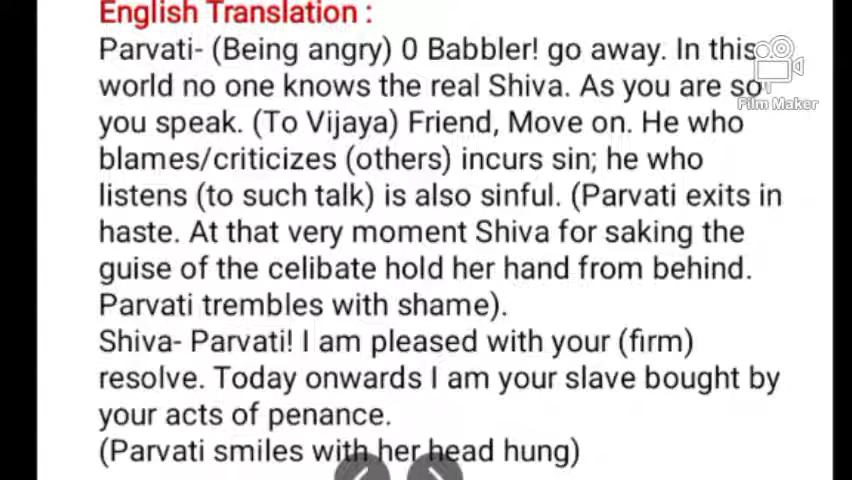 English Translation :
Parvati- (Being angry) 0 Babbler! go away. In this
world no one knows the real Shiva. As you are so
you speak. (To Vijaya) Friend, Move on. He who
blames/criticizes (others) incurs sin; he who
listens (to such talk) is also sinful. (Parvati exits in
haste. At that very moment Shiva for saking the
guise of the celibate hold her hand from behind.
Parvati trembles with shame).
Shiva- Parvati! I am pleased with your (firm)
resolve. Today onwards I am your slave bought by
your acts of penance.
(Parvati smiles with her head hung)
Film Maker